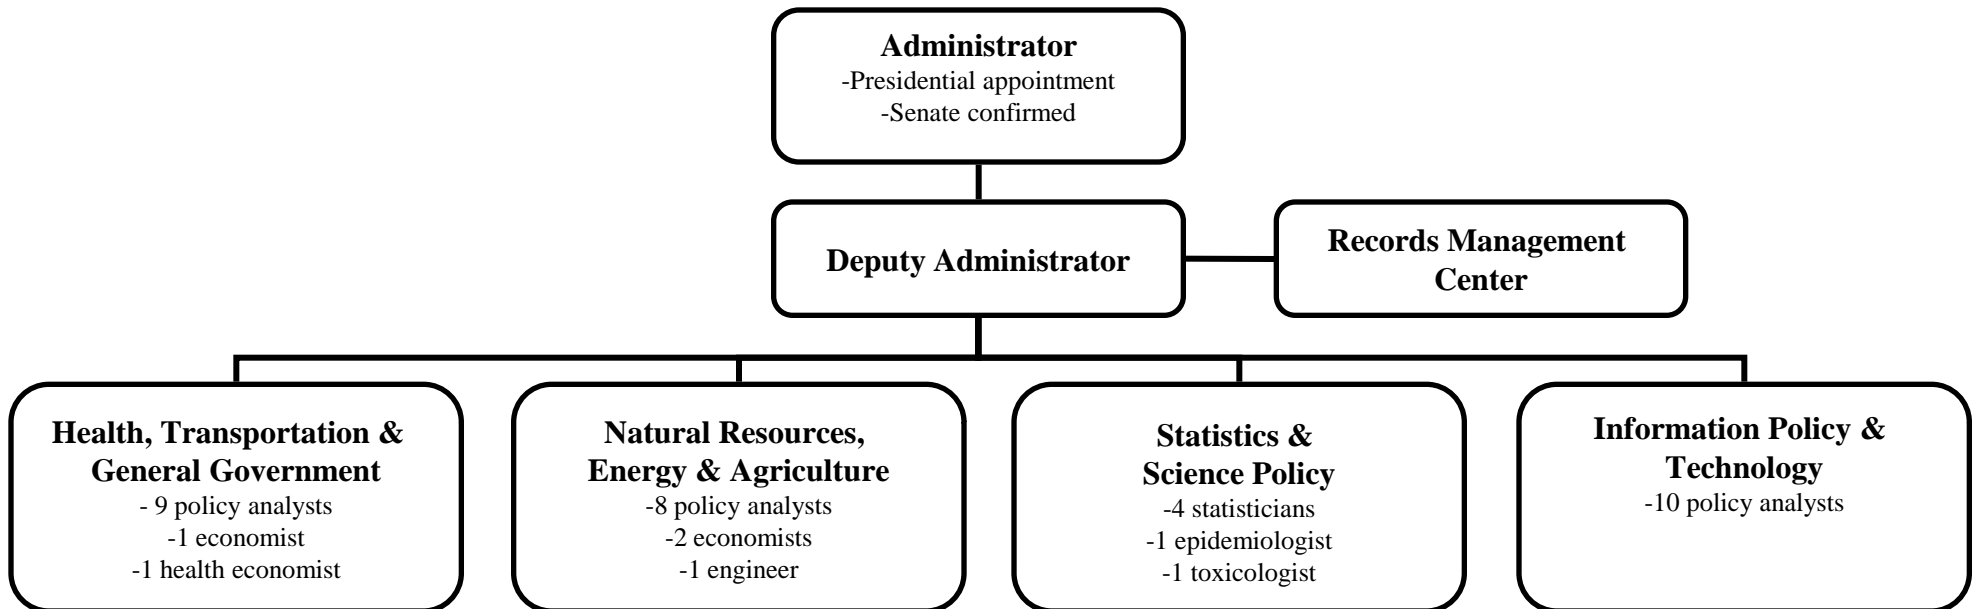 Administrator
-Presidential appointment
-Senate confirmed
Deputy Administrator
Records Management
Center
Health, Transportation &
General Government
- 9 policy analysts
-1 economist
-1 health economist
Natural Resources,
Energy & Agriculture
-8 policy analysts
-2 economists
-1 engineer
Statistics &
Science Policy
-4 statisticians
-1 epidemiologist
-1 toxicologist
Information Policy &
Technology
-10 policy analysts